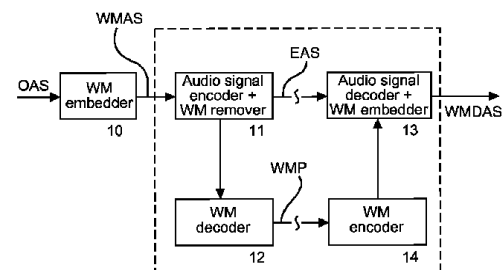 WMAS
EAS
OAS
WM
embedder
10
Audio signal
encoder +
WM remover
11
Audio signal
decoder +
WM embedder
13
WMDAS
WMP
WM
decoder
12
WM
encoder
14